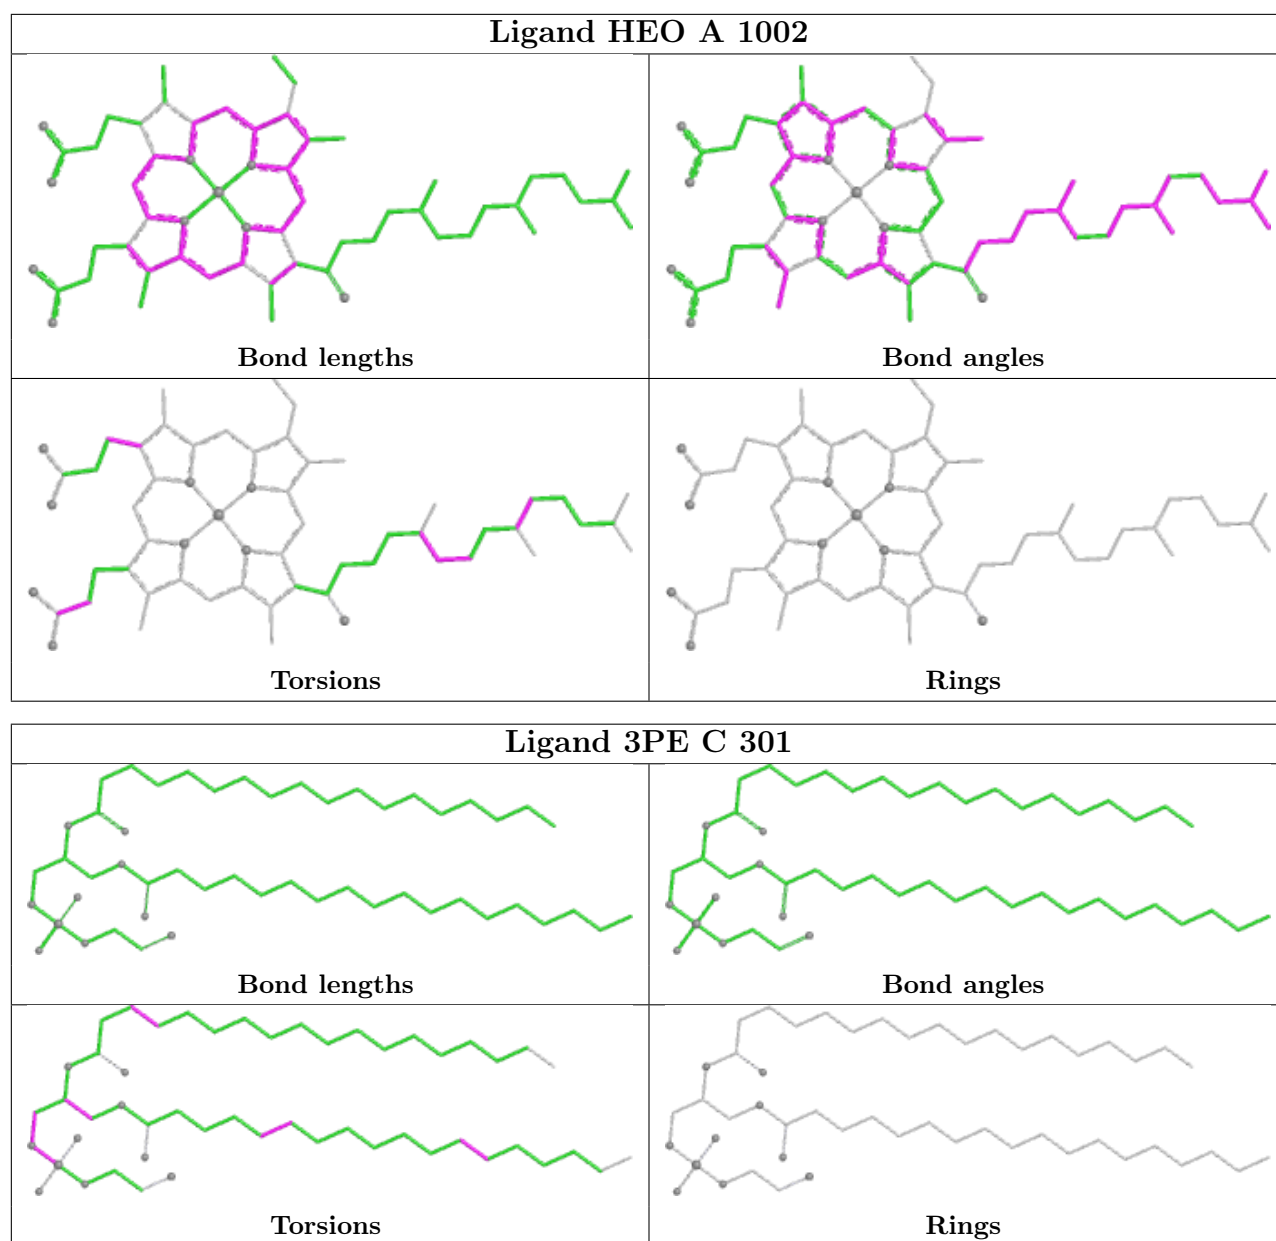 Ligand HEO A 1002
Bond lengths
Bond angles
Torsions
Rings
Ligand 3PE C 301
Bond lengths
Bond angles
Torsions
Rings